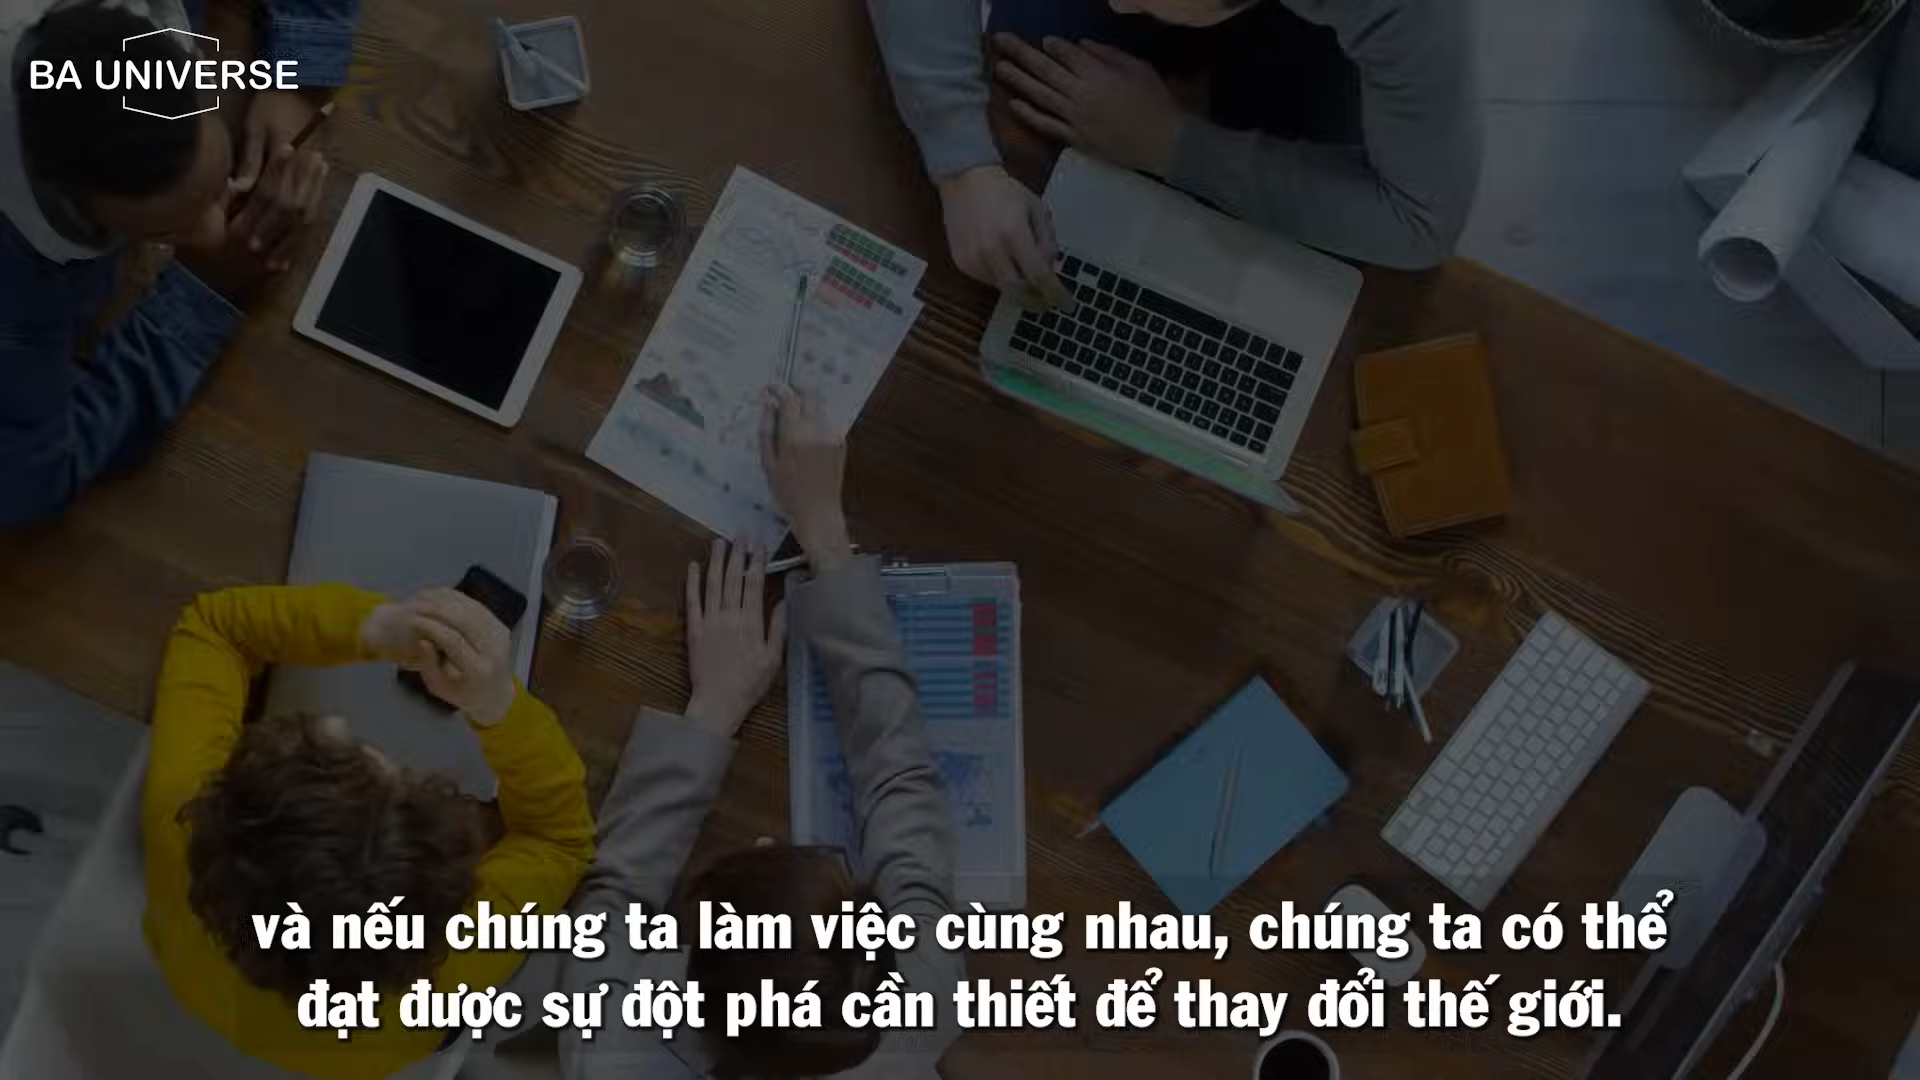 BA UNIVERSE
và nếu chúng ta làm việc cùng nhau, chúng ta có thể
đạt được sự đột phá cần thiết để thay đổi thế giới.